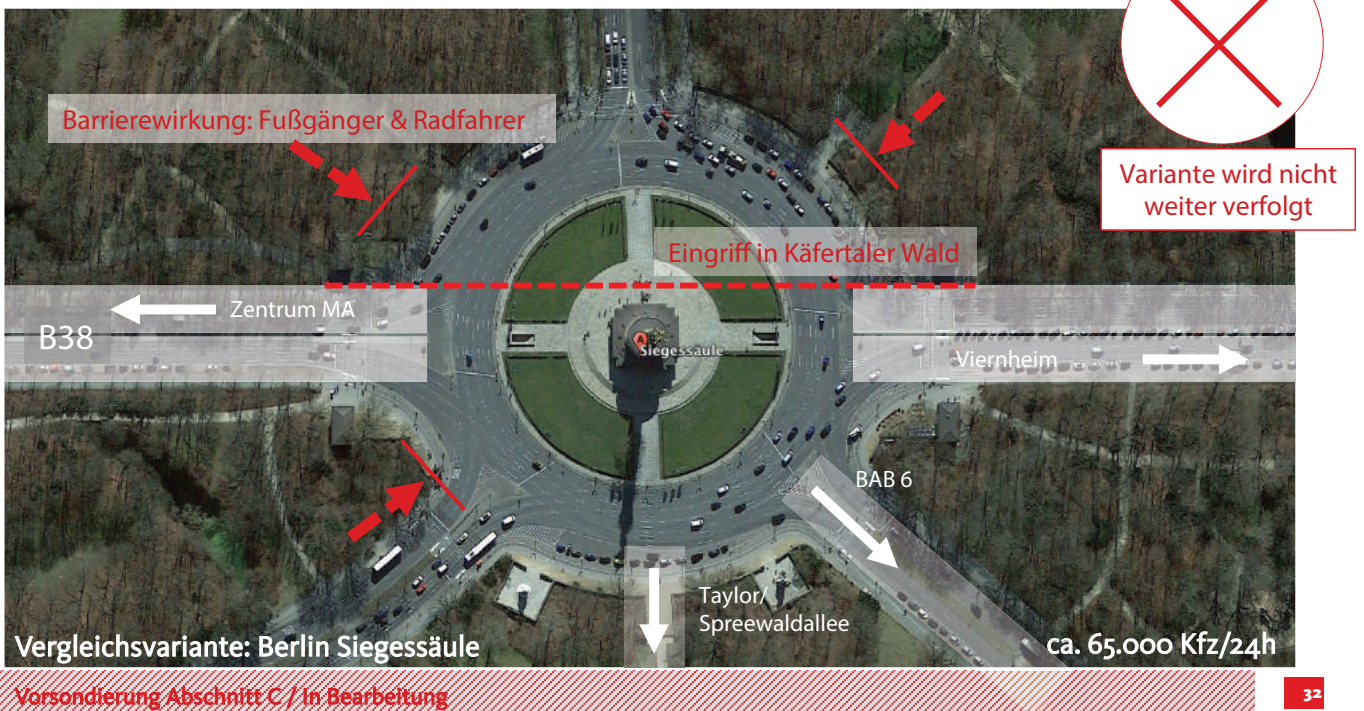 Barrierewirkung: Fußgänger & Radfahrer
Variante wird nicht
weiter verfolgt
Eingriff in Käfertaler Wald
Zentrum MA
B38
A
Siegessäule
Viernheim
BAB 6
Taylor/
Spreewaldallee
Vergleichsvariante: Berlin Siegessäule
ca. 65.000 Kfz/24h
Vorsondierung Abschnitt C / In Bearbeitung
32